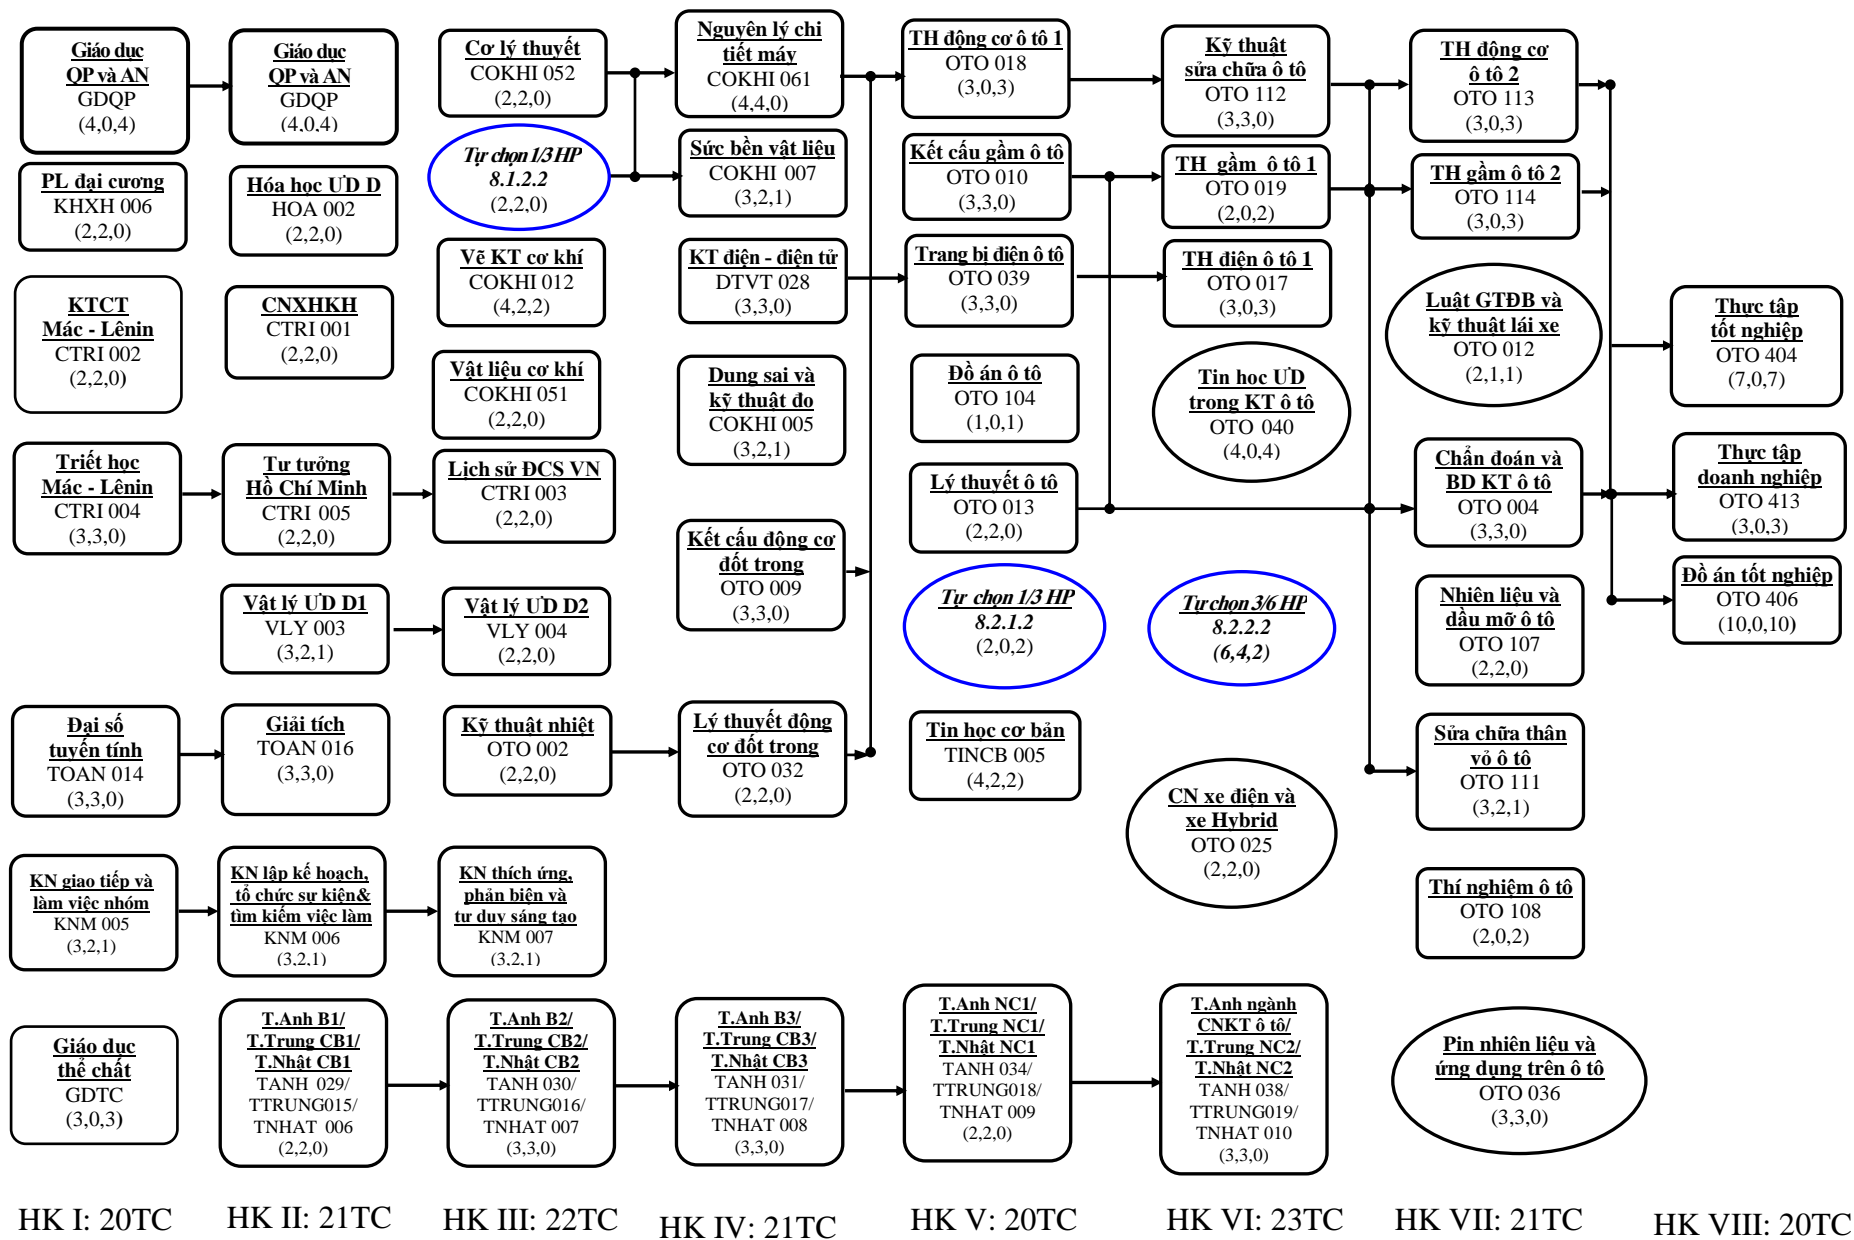 Giáo dục
QP và AN
GDQP
(4,0,4)
PL đại cương
KHXH 006
(2,2,0)
KTCT
Mác - Lênin
CTRI 002
(2,2,0)
Triết học
Mác - Lênin
CTRI 004
(3,3,0)
Đại số
tuyến tính
TOAN 014
(3,3,0)
KN giao tiếp và
làm việc nhóm
KNM 005
(3,2,1)
Giáo dục
thể chất
GDTC
(3,0,3)
HK I: 20TC
Giáo dục
QP và AN
GDQP
(4,0,4)
Hóa học ƯD D
HOA 002
(2,2,0)
CNXHKH
CTRI 001
(2,2,0)
Tư tưởng
Hồ Chí Minh
CTRI 005
(2,2,0)
Vật lý ƯD D1
VLY 003
(3,2,1)
Giải tích
TOAN 016
(3,3,0)
KN lập kế hoạch,
tổ chức sự kiện&
tìm kiếm việc làm
KNM 006
(3,2,1)
T.Anh B1/
T.Trung CB1/
T.Nhật CB1
TANH 029/
TTRUNG015/
TNHAT 006
(2,2,0)
HK II: 21TC
Cơ lý thuyết
COKHI 052
(2,2,0)
Tự chọn 1/3 HP
8.1.2.2
(2,2,0)
Vẽ KT cơ khí
COKHI 012
(4,2,2)
Vật liệu cơ khí
COKHI 051
(2,2,0)
Lịch sử ĐCS VN
CTRI 003
(2,2,0)
Vật lý ƯD D2
VLY 004
(2,2,0)
Kỹ thuật nhiệt
OTO 002
(2,2,0)
KN thích ứng,
phản biện và
tư duy sáng tạo
KNM 007
(3,2,1)
T.Anh B2/
T.Trung CB2/
T.Nhật CB2
TANH 030/
TTRUNG016/
TNHAT 007
(3,3,0)
HK III: 22TC
Nguyên lý chi
tiết máy
COKHI 061
(4,4,0)
Sức bền vật liệu
COKHI 007
(3,2,1)
KT điện - điện tử
DTVT 028
(3,3,0)
Dung sai và
kỹ thuật đo
COKHI 005
(3,2,1)
Kết cấu động cơ
đốt trong
OTO 009
(3,3,0)
Lý thuyết động
cơ đốt trong
OTO 032
(2,2,0)
T.Anh B3/
T.Trung CB3/
T.Nhật CB3
TANH 031/
TTRUNG017/
TNHAT 008
(3,3,0)
HK IV: 21TC
TH động cơ ô tô 1
OTO 018
(3,0,3)
Kết cấu gầm ô tô
OTO 010
(3,3,0)
Trang bị điện ô tô
OTO 039
(3,3,0)
Đồ án ô tô
OTO 104
(1,0,1)
Lý thuyết ô tô
OTO 013
(2,2,0)
Tự chọn 1/3 HP
8.2.1.2
(2,0,2)
Tin học cơ bản
TINCB 005
(4,2,2)
T.Anh NC1/
T.Trung NC1/
T.Nhật NC1
TANH 034/
TTRUNG018/
TNHAT 009
(2,2,0)
HK V: 20TC
Kỹ thuật
sửa chữa ô tô
OTO 112
(3,3,0)
TH gầm ô tô 1
OTO 019
(2,0,2)
TH điện ô tô 1
OTO 017
(3,0,3)
Tin học ƯD
trong KT ô tô
OTO 040
(4,0,4)
Tự chọn 3/6 HP
8.2.2.2
(6,4,2)
CN xe điện và
xe Hybrid
OTO 025
(2,2,0)
T.Anh ngành
CNKT ô tô/
T.Trung NC2/
T.Nhật NC2
TANH 038/
TTRUNG019/
TNHAT 010
(3,3,0)
HK VI: 23TC
TH động cơ
ô tô 2
OTO 113
(3,0,3)
TH gầm ô tô 2
OTO 114
(3,0,3)
Luật GTĐB và
kỹ thuật lái xe
OTO 012
(2,1,1)
Chẩn đoán và
BD KT ô tô
OTO 004
(3,3,0)
Nhiên liệu và
dầu mỡ ô tô
OTO 107
(2,2,0)
Sửa chữa thân
vỏ ô tô
OTO 111
(3,2,1)
Thí nghiệm ô tô
OTO 108
(2,0,2)
Pin nhiên liệu và
ứng dụng trên ô tô
OTO 036
(3,3,0)
HK VII: 21TC
Thực tập
tốt nghiệp
OTO 404
(7,0,7)
Thực tập
doanh nghiệp
OTO 413
(3,0,3)
Đồ án tốt nghiệp
OTO 406
(10,0,10)
HK VIII: 20TC